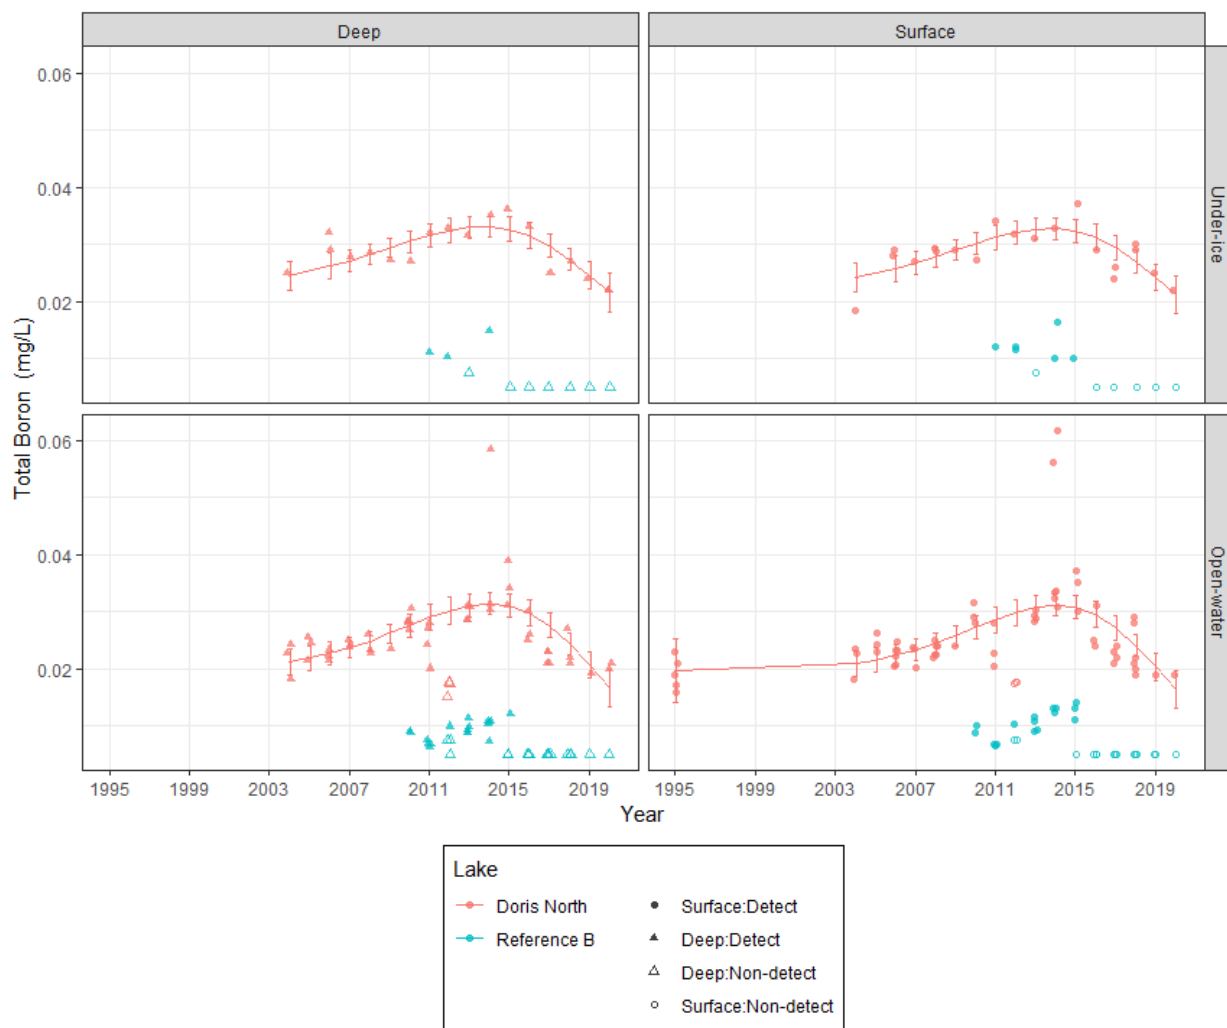 Deep
Surface
0.06
0.04
0.02
Under-ice
0.06
0.04
0.02
Open-water
Total Boron (mg/L)
1995 1999 2003 2007 2011 2015 2019
1995 1999 2003 2007 2011 2015 2019
Year
Lake
Doris North
Reference B
Surface:Detect
Deep:Detect
Deep:Non-detect
Surface:Non-detect